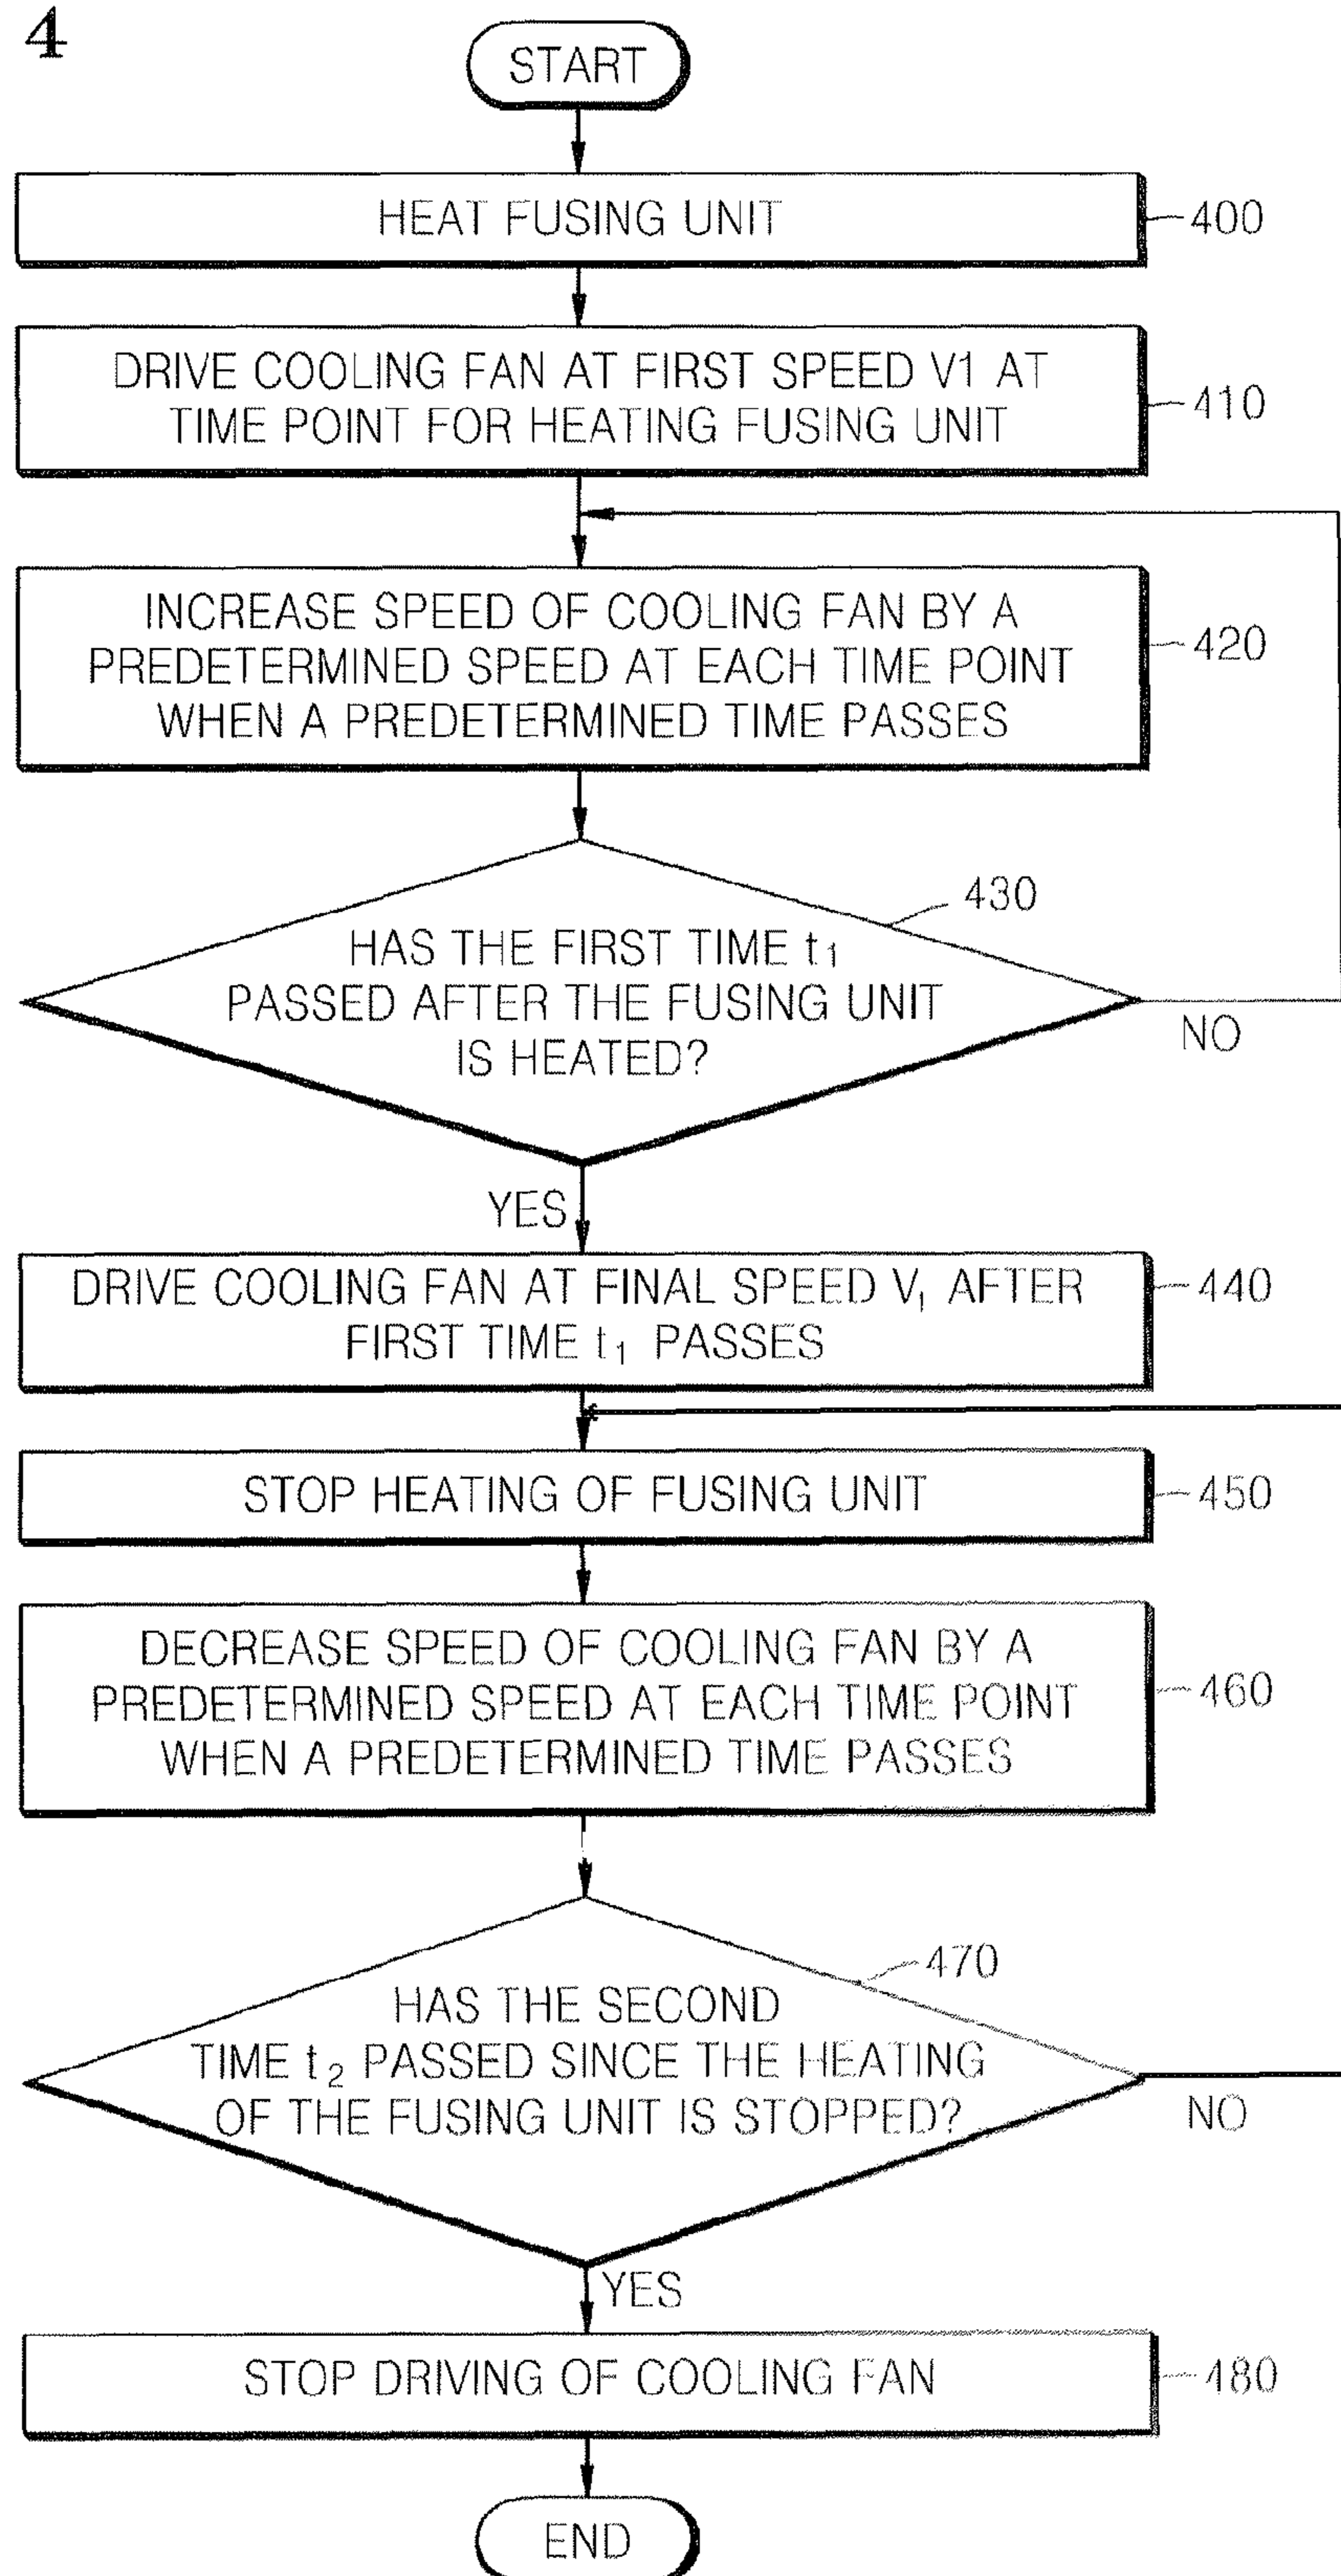 4
START
HEAT FUSING UNIT
400
DRIVE COOLING FAN AT FIRST SPEED V1 AT
TIME POINT FOR HEATING FUSING UNIT
410
INCREASE SPEED OF COOLING FAN BY A
PREDETERMINED SPEED AT EACH TIME POINT
WHEN A PREDETERMINED TIME PASSES
420
430
HAS THE FIRST TIME t₁
PASSED AFTER THE FUSING UNIT
IS HEATED?
NO
YES
DRIVE COOLING FAN AT FINAL SPEED Vₗ AFTER
FIRST TIME t₁ PASSES
440
STOP HEATING OF FUSING UNIT
450
DECREASE SPEED OF COOLING FAN BY A
PREDETERMINED SPEED AT EACH TIME POINT
WHEN A PREDETERMINED TIME PASSES
460
470
HAS THE SECOND
TIME t₂ PASSED SINCE THE HEATING
OF THE FUSING UNIT IS STOPPED?
NO
YES
STOP DRIVING OF COOLING FAN
480
END